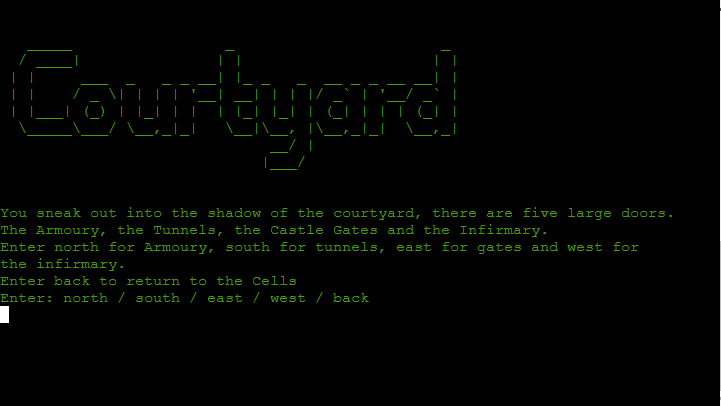 Courtyard
You sneak out into the shadow of the courtyard, there are five large doors.
The Armoury, the Tunnels, the Castle Gates and the Infirmary.
Enter north for Armoury, south for tunnels, east for gates and west for
the infirmary.
Enter back to return to the Cells
Enter: north / south / east / west / back